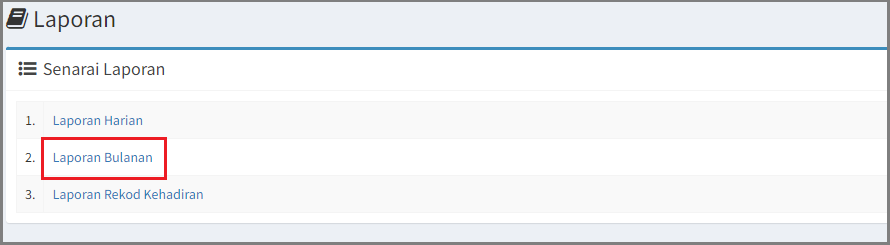 Laporan
Senarai Laporan
1. Laporan Harian
2. Laporan Bulanan
3. Laporan Rekod Kehadiran